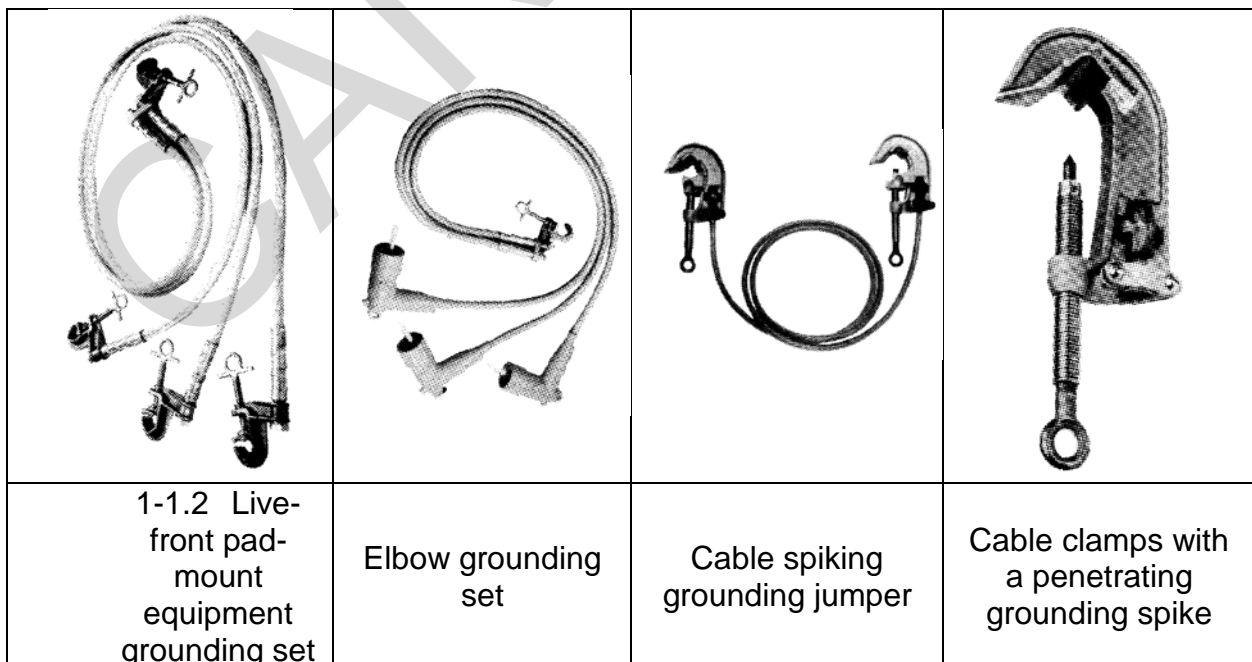 CAN
1-1.2 Live-
front pad-
mount
equipment
grounding set
Elbow grounding
set
Cable spiking
grounding jumper
Cable clamps with
a penetrating
grounding spike